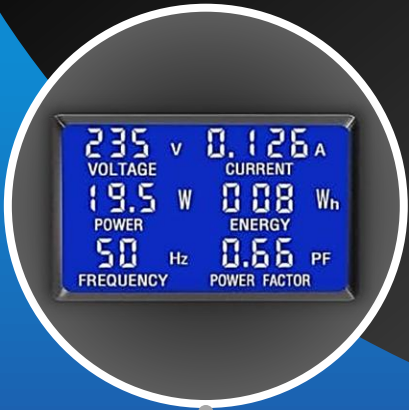 235 V 0.126 A
VOLTAGE CURRENT
19.5 W 008 Wh
POWER ENERGY
50 Hz 0.66 PF
FREQUENCY POWER FACTOR